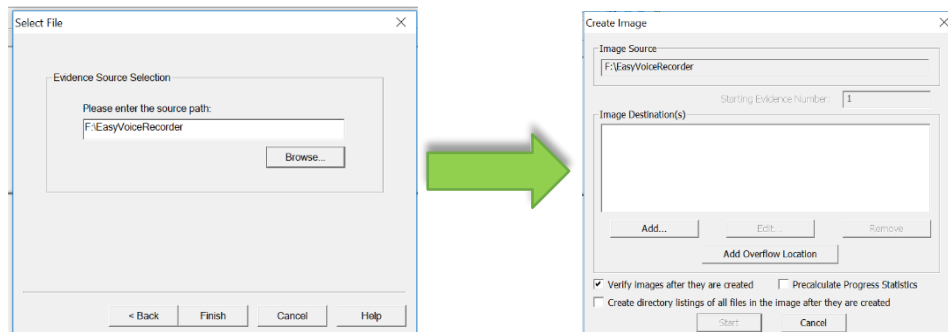 Select File
Evidence Source Selection
Please enter the source path:
F:\EasyVoiceRecorder
Browse...
< Back Finish Cancel Help
Create Image
Image Source
F:\EasyVoiceRecorder
Starting Evidence Number: 1
Image Destination(s)
Add... Edit... Remove
Add Overflow Location
Verify images after they are created Precalculate Progress Statistics
Create directory listings of all files in the image after they are created
Start Cancel